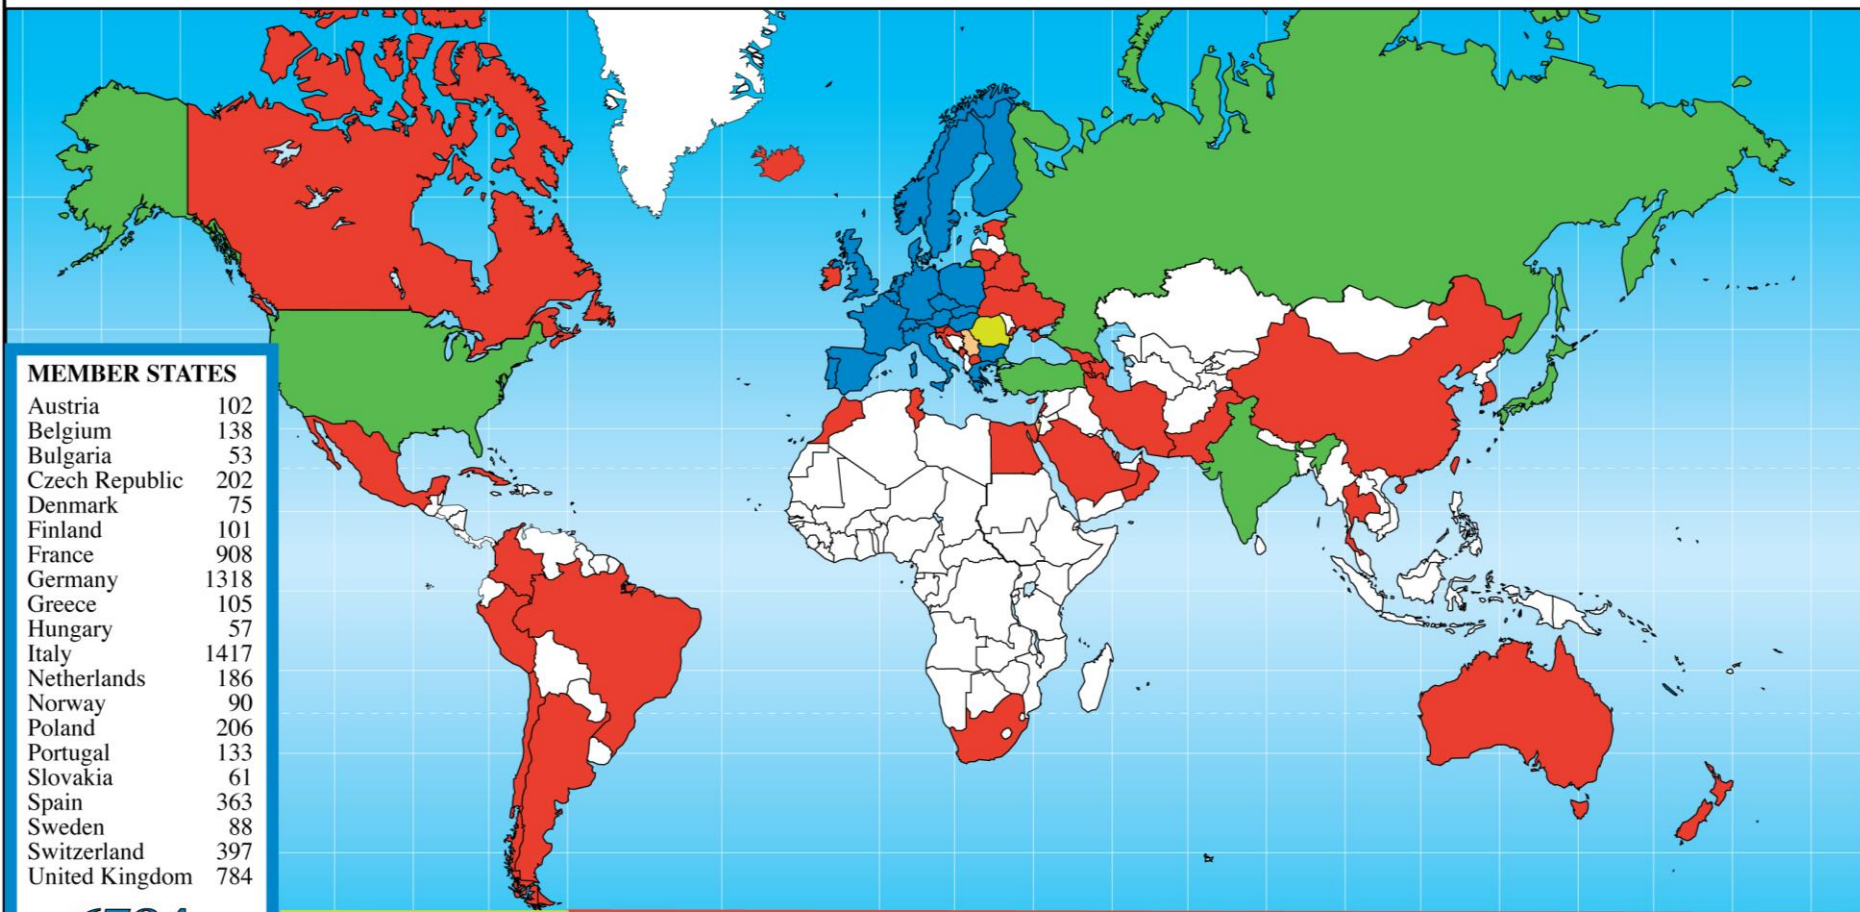 MEMBER STATES
Austria 102
Belgium 138
Bulgaria 53
Czech Republic 202
Denmark 75
Finland 101
France 908
Germany 1318
Greece 105
Hungary 57
Italy 1417
Netherlands 186
Norway 90
Poland 206
Portugal 133
Slovakia 61
Spain 363
Sweden 88
Switzerland 397
United Kingdom 784